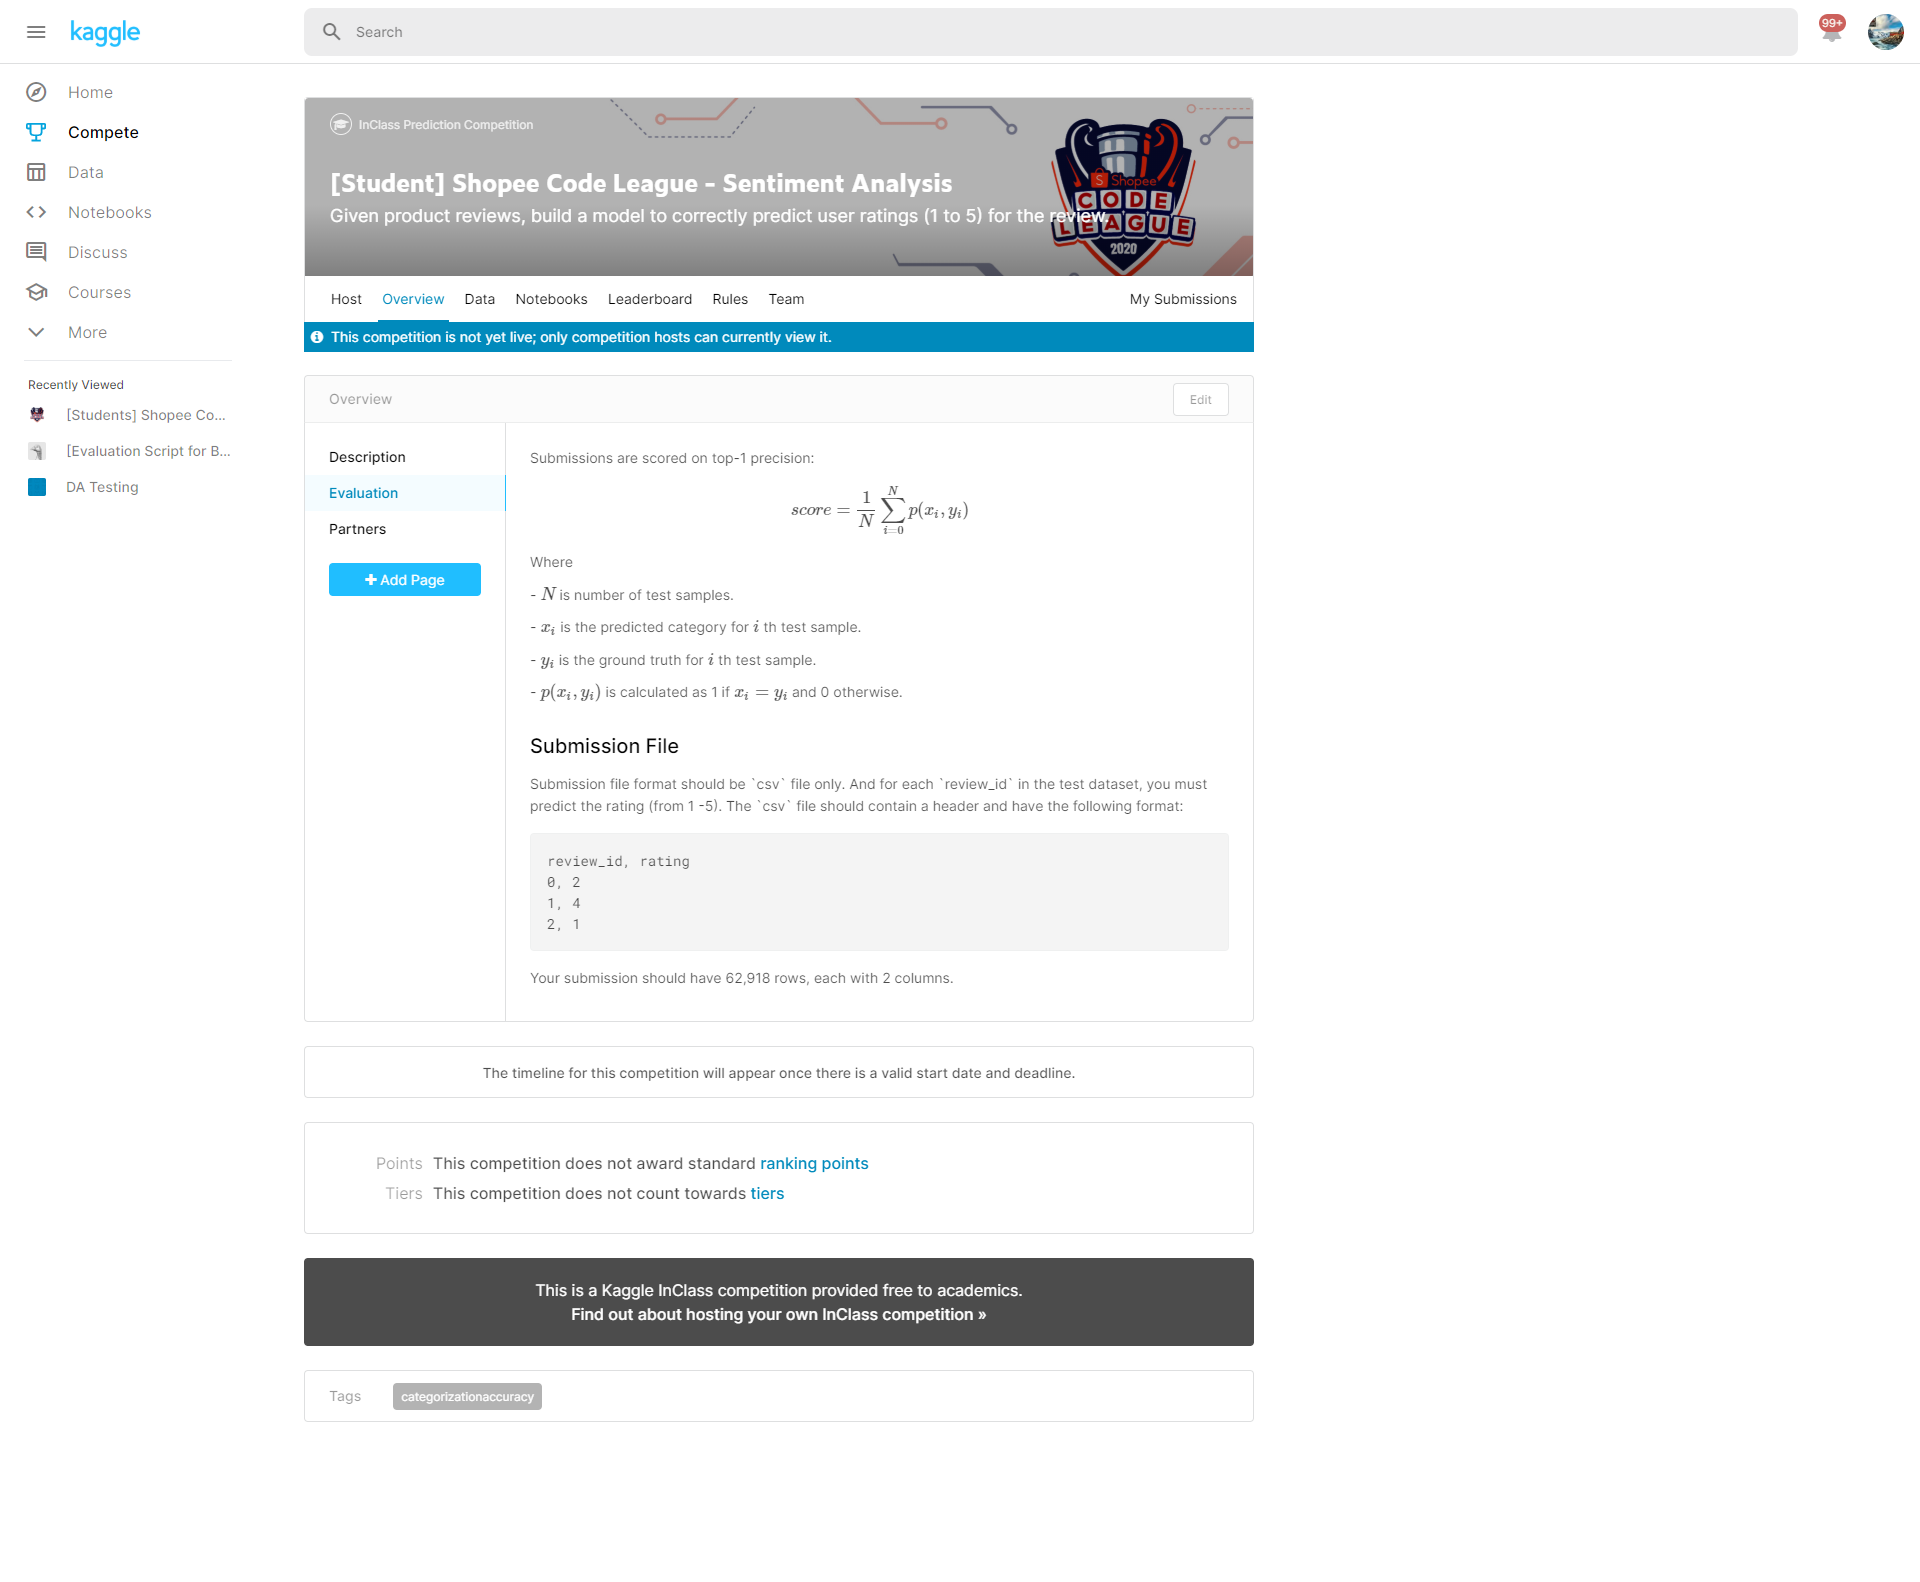 kaggle
Search
99+
Home
Compete
Data
Notebooks
Discuss
Courses
More
Recently Viewed
[Students] Shopee Co...
[Evaluation Script for B...
DA Testing
InClass Prediction Competition
[Student] Shopee Code League - Sentiment Analysis
Given product reviews, build a model to correctly predict user ratings (1 to 5) for the review.
S Shopee
CODE
LEAGUE
2020
Host Overview Data Notebooks Leaderboard Rules Team My Submissions
This competition is not yet live; only competition hosts can currently view it.
Overview
Edit
Description
Evaluation
Partners
+ Add Page
Submissions are scored on top-1 precision:
score = 1/N ∑_{i=0}^{N} p(x_i, y_i)
Where
- N is number of test samples.
- x_i is the predicted category for i th test sample.
- y_i is the ground truth for i th test sample.
- p(x_i, y_i) is calculated as 1 if x_i = y_i and 0 otherwise.
Submission File
Submission file format should be `csv` file only. And for each `review_id` in the test dataset, you must
predict the rating (from 1 -5). The `csv` file should contain a header and have the following format:
review_id, rating
0, 2
1, 4
2, 1
Your submission should have 62,918 rows, each with 2 columns.
The timeline for this competition will appear once there is a valid start date and deadline.
Points This competition does not award standard ranking points
Tiers This competition does not count towards tiers
This is a Kaggle InClass competition provided free to academics.
Find out about hosting your own InClass competition »
Tags categorizationaccuracy